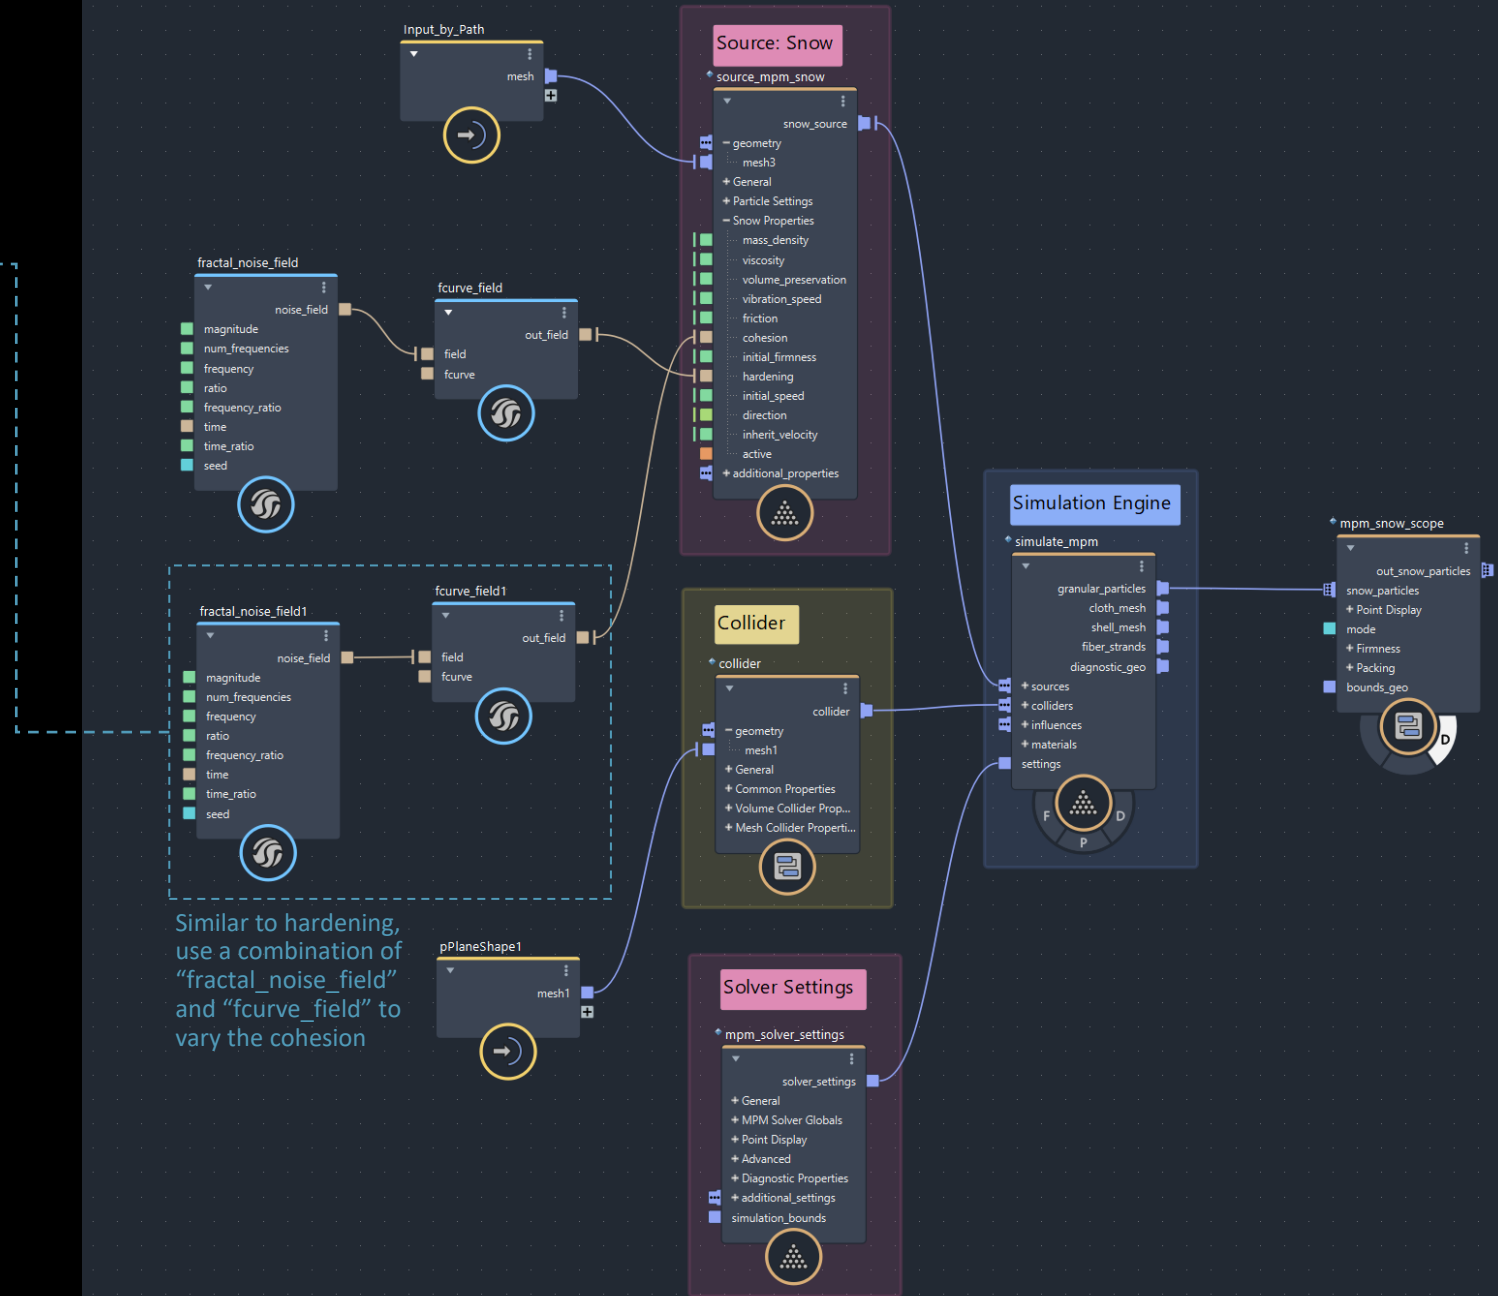 Input_by_Path
mesh
Source: Snow
source_mpm_snow
snow_source
geometry
mesh3
General
Particle Settings
Snow Properties
mass_density
viscosity
volume_preservation
vibration_speed
friction
cohesion
initial_firmness
hardening
initial_speed
direction
inherit_velocity
active
additional_properties
fractal_noise_field
noise_field
magnitude
num_frequencies
frequency
ratio
frequency_ratio
time
time_ratio
seed
fcurve_field
out_field
field
fcurve
fractal_noise_field1
noise_field
magnitude
num_frequencies
frequency
ratio
frequency_ratio
time
time_ratio
seed
fcurve_field1
out_field
field
fcurve
Similar to hardening,
use a combination of
“fractal_noise_field”
and “fcurve_field” to
vary the cohesion
pPlaneShape1
mesh1
Collider
collider
collider
geometry
mesh1
General
Common Properties
Volume Collider Prop...
Mesh Collider Properti...
Solver Settings
mpm_solver_settings
solver_settings
General
MPM Solver Globals
Point Display
Advanced
Diagnostic Properties
additional_settings
simulation_bounds
Simulation Engine
simulate_mpm
granular_particles
cloth_mesh
shell_mesh
fiber_strands
diagnostic_geo
sources
colliders
influences
materials
settings
F
D
P
mpm_snow_scope
out_snow_particles
snow_particles
Point Display
mode
Firmness
Packing
bounds_geo
D